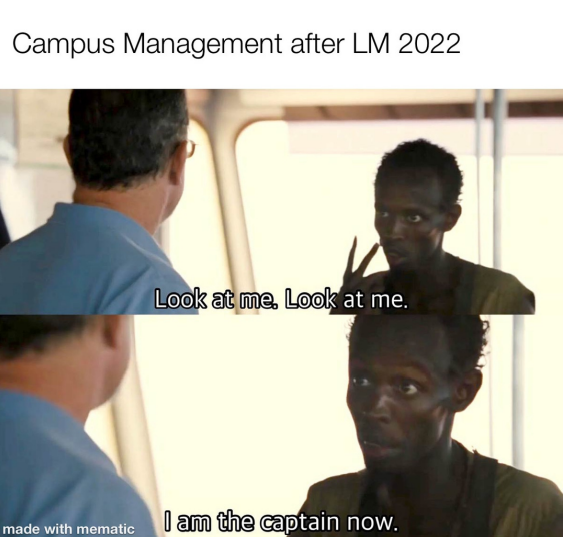 Campus Management after LM 2022
Look at me. Look at me.
I am the captain now.
made with mematic